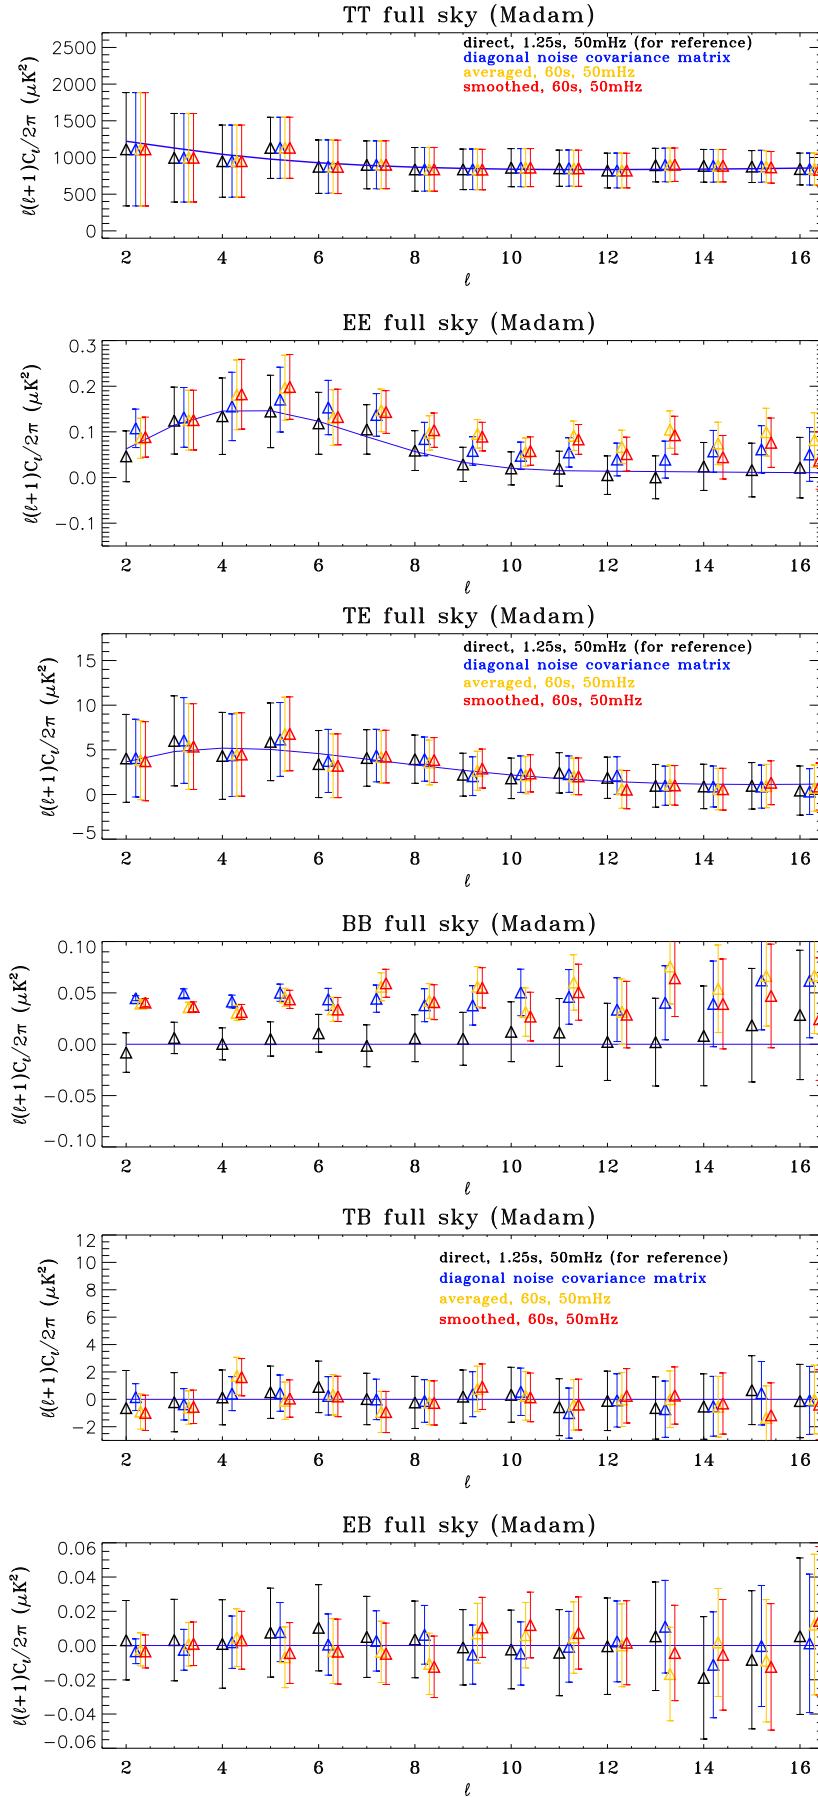 TT full sky (Madam)
direct, 1.25s, 50mHz (for reference)
diagonal noise covariance matrix
averaged, 60s, 50mHz
smoothed, 60s, 50mHz
ℓ(ℓ+1)Cℓ/2π (μK²)
2500
2000
1500
1000
500
0
2 4 6 8 10 12 14 16
ℓ
EE full sky (Madam)
ℓ(ℓ+1)Cℓ/2π (μK²)
0.3
0.2
0.1
0.0
−0.1
2 4 6 8 10 12 14 16
ℓ
TE full sky (Madam)
direct, 1.25s, 50mHz (for reference)
diagonal noise covariance matrix
averaged, 60s, 50mHz
smoothed, 60s, 50mHz
ℓ(ℓ+1)Cℓ/2π (μK²)
15
10
5
0
−5
2 4 6 8 10 12 14 16
ℓ
BB full sky (Madam)
ℓ(ℓ+1)Cℓ/2π (μK²)
0.10
0.05
0.00
−0.05
−0.10
2 4 6 8 10 12 14 16
ℓ
TB full sky (Madam)
direct, 1.25s, 50mHz (for reference)
diagonal noise covariance matrix
averaged, 60s, 50mHz
smoothed, 60s, 50mHz
ℓ(ℓ+1)Cℓ/2π (μK²)
12
10
8
6
4
2
0
−2
2 4 6 8 10 12 14 16
ℓ
EB full sky (Madam)
ℓ(ℓ+1)Cℓ/2π (μK²)
0.06
0.04
0.02
0.00
−0.02
−0.04
−0.06
2 4 6 8 10 12 14 16
ℓ